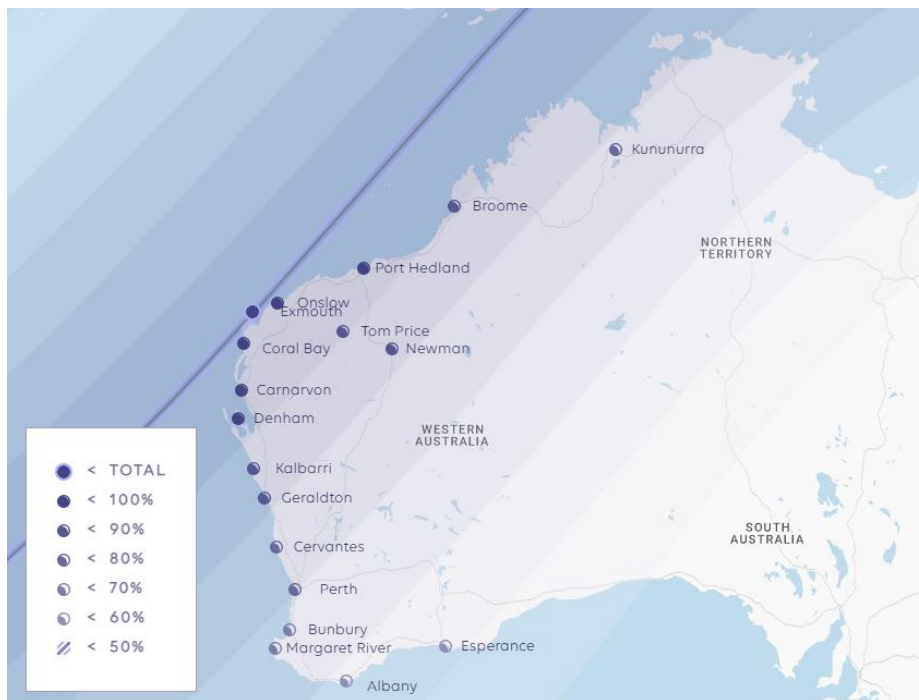 Kununurra
Broome
NORTHERN
TERRITORY
Port Hedland
Onslow
Exmouth
Tom Price
Coral Bay
Newman
Carnarvon
Denham
WESTERN
AUSTRALIA
Kalbarri
Geraldton
Cervantes
SOUTH
AUSTRALIA
Perth
Bunbury
Margaret River
Esperance
Albany
< TOTAL
< 100%
< 90%
< 80%
< 70%
< 60%
< 50%